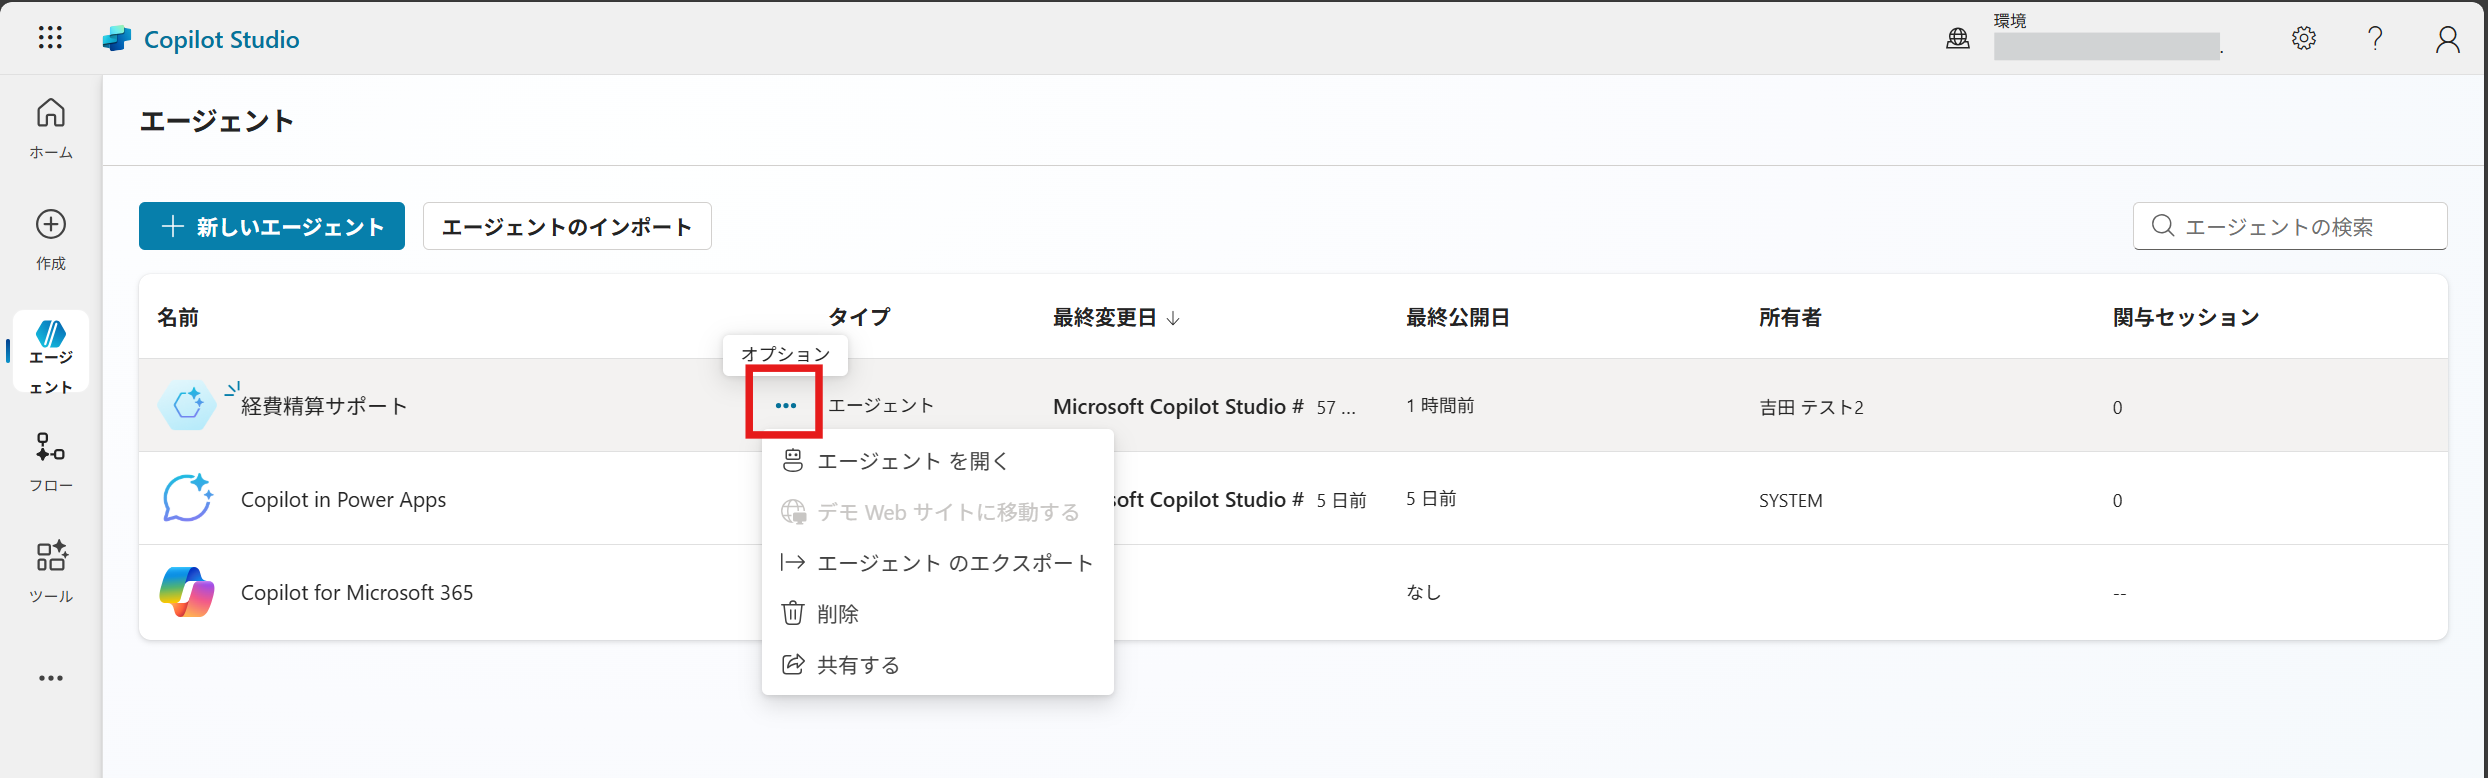 Copilot Studio
環境
ホーム
作成
エージ
ェント
フロー
ツール
エージェント
新しいエージェント
エージェントのインポート
エージェントの検索
名前
タイプ
最終変更日 ↓
最終公開日
所有者
関与セッション
オプション
経費精算サポート
エージェント
Microsoft Copilot Studio # 57 ...
1 時間前
吉田 テスト2
0
Copilot in Power Apps
soft Copilot Studio # 5 日前
5 日前
SYSTEM
0
Copilot for Microsoft 365
なし
--
エージェント を開く
デモ Web サイトに移動する
エージェント のエクスポート
削除
共有する